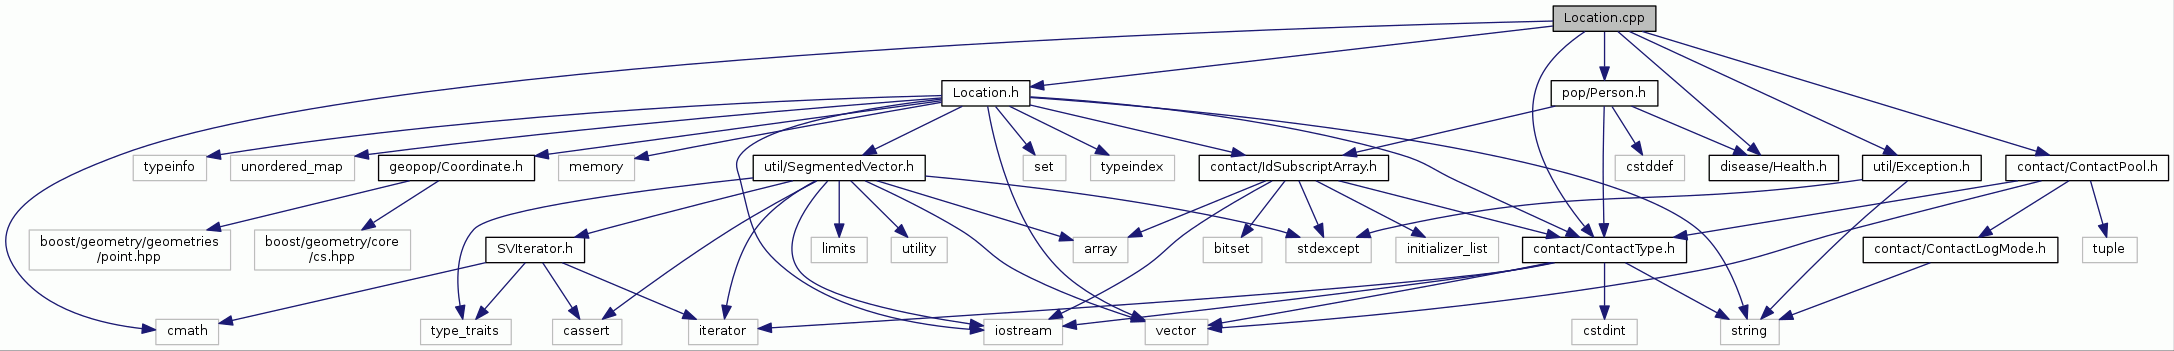 Location.cpp
Location.h
pop/Person.h
typeinfo
unordered_map
geopop/Coordinate.h
memory
util/SegmentedVector.h
set
typeindex
contact/IdSubscriptArray.h
cstddef
disease/Health.h
util/Exception.h
contact/ContactPool.h
boost/geometry/geometries
/point.hpp
boost/geometry/core
/cs.hpp
SVIterator.h
limits
utility
array
bitset
stdexcept
initializer_list
contact/ContactType.h
contact/ContactLogMode.h
tuple
cmath
type_traits
cassert
iterator
iostream
vector
cstdint
string